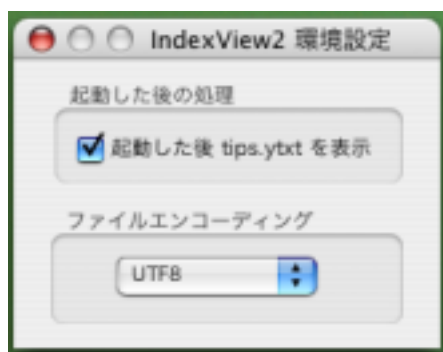 IndexView2 環境設定
起動した後の処理
起動した後 tips.ytxt を表示
ファイルエンコーディング
UTF8